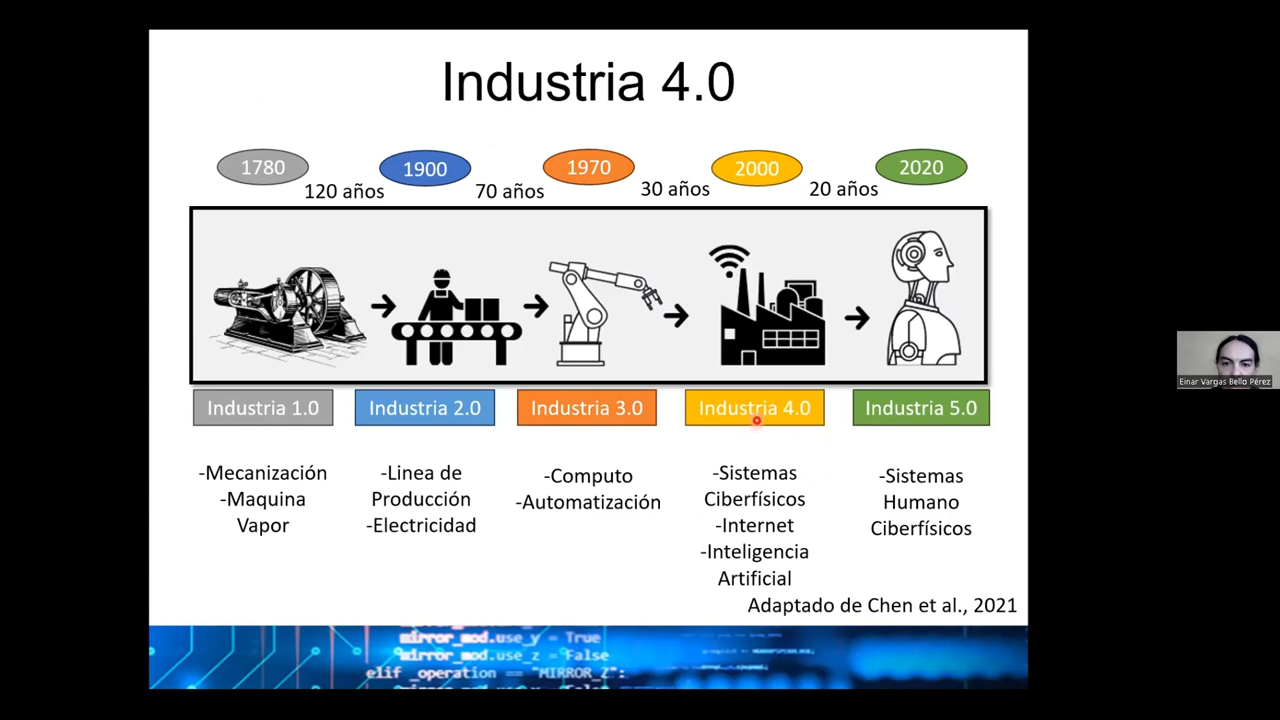 Industria 4.0
1780
1900
1970
2000
2020
120 años
70 años
30 años
20 años
Industria 1.0
Industria 2.0
Industria 3.0
Industria 4.0
Industria 5.0
-Mecanización
-Maquina
Vapor
-Linea de
Producción
-Electricidad
-Computo
-Automatización
-Sistemas
Ciberfísicos
-Internet
-Inteligencia
Artificial
-Sistemas
Humano
Ciberfísicos
Adaptado de Chen et al., 2021
mirror_mod.use_y = True
mirror_mod.use_z = False
elif _operation == "MIRROR_Z":
Einar Vargas Bello Pérez